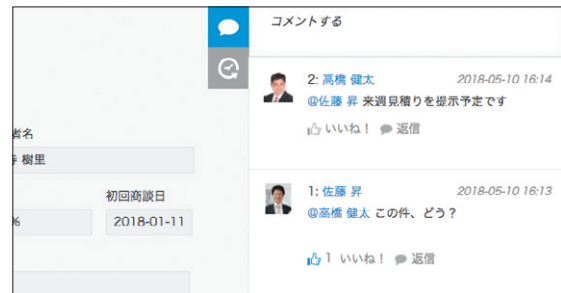 コメントする
2: 高橋 健太 2018-05-10 16:14
@佐藤 昇 来週見積りを提示予定です
いいね！ 返信
者名
樹里
初回商談日
% 2018-01-11
1: 佐藤 昇 2018-05-10 16:13
@高橋 健太 この件、どう？
1 いいね！ 返信